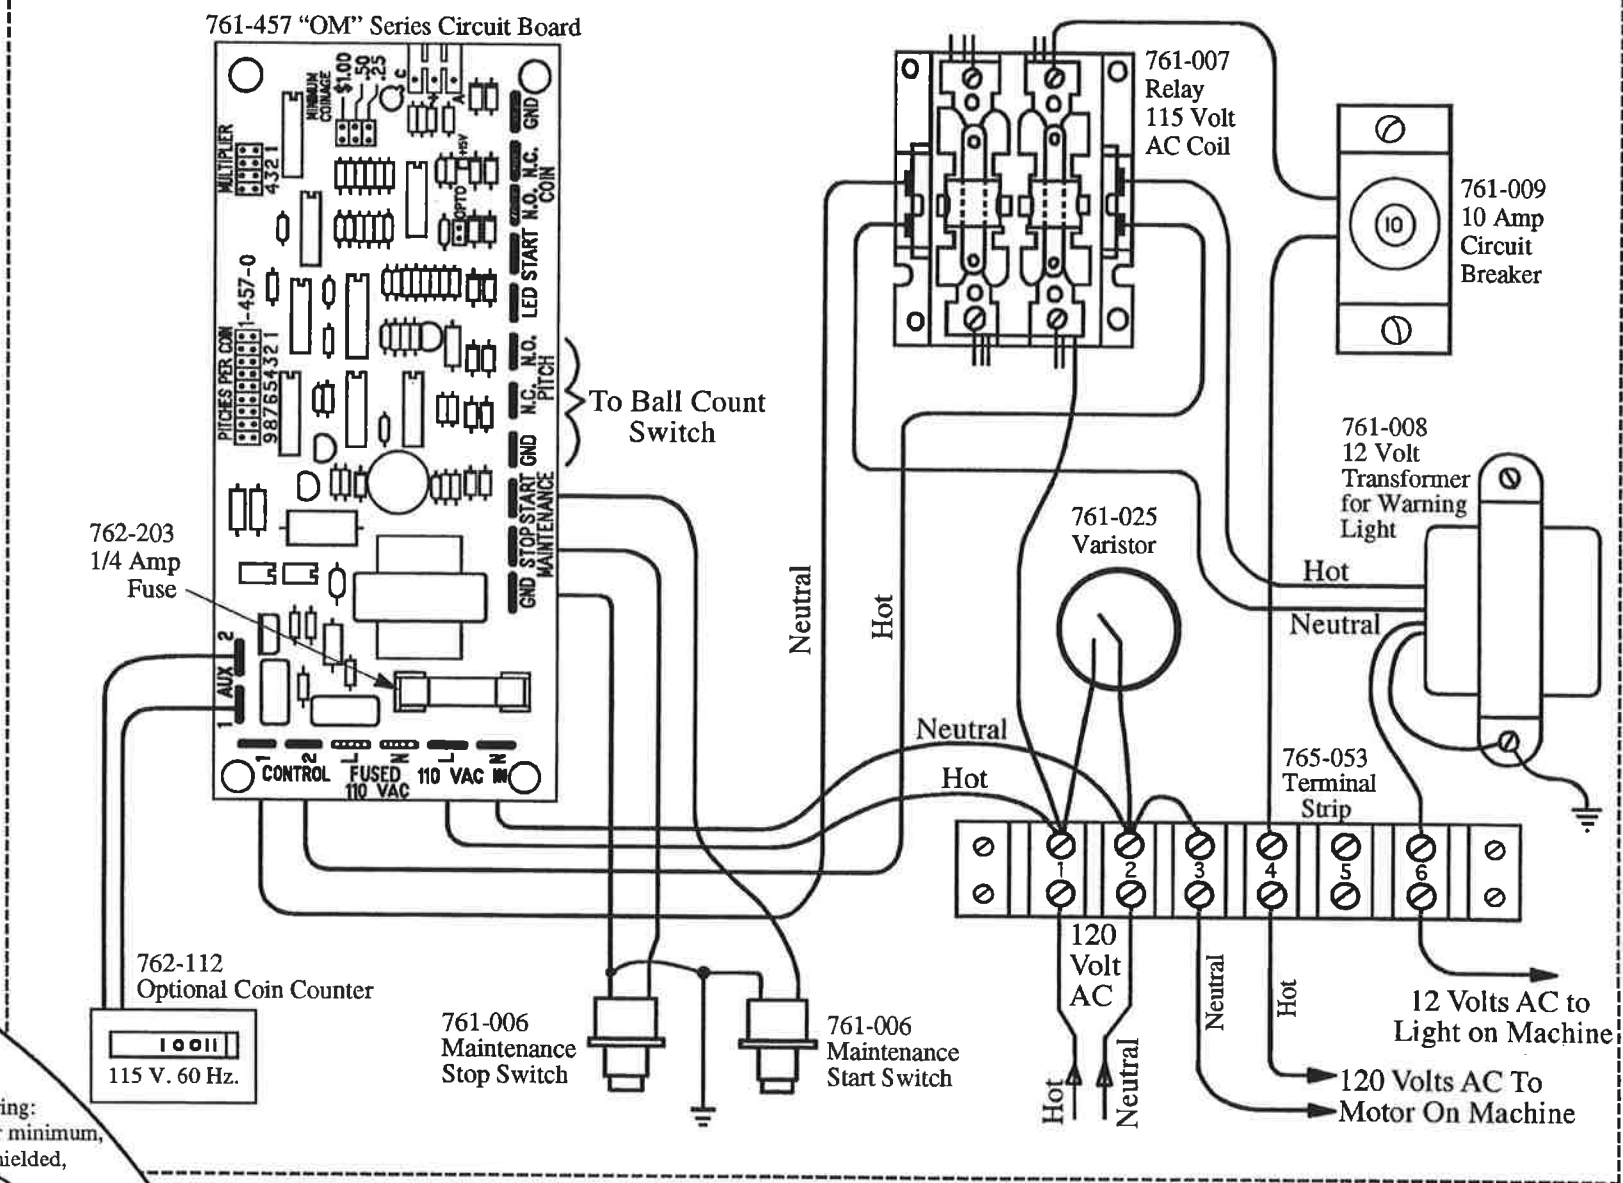 761-457 “OM” Series Circuit Board
MINIMUM
COINAGE
$1.00
.50
.25
C
A
MULTIPLIER
4321
+5V
OPTO
GND
N.C.
N.O.
COIN
START
LED
N.O.
N.C.
PITCH
GND
START
STOP
MAINTENANCE
GND
1-457-0
PITCHES PER COIN
987654321
To Ball Count
Switch
762-203
1/4 Amp
Fuse
2
AUX
1
1
2
L
N
L
N
CONTROL
FUSED
110 VAC
110 VAC IN
761-007
Relay
115 Volt
AC Coil
761-009
10 Amp
Circuit
Breaker
10
761-008
12 Volt
Transformer
for Warning
Light
761-025
Varistor
Hot
Neutral
Neutral
Hot
Neutral
Hot
765-053
Terminal
Strip
1
2
3
4
5
6
120
Volt
AC
Hot
Neutral
Neutral
Hot
12 Volts AC to
Light on Machine
120 Volts AC To
Motor On Machine
762-112
Optional Coin Counter
10011
115 V. 60 Hz.
761-006
Maintenance
Stop Switch
761-006
Maintenance
Start Switch
ing:
minimum,
ielded,